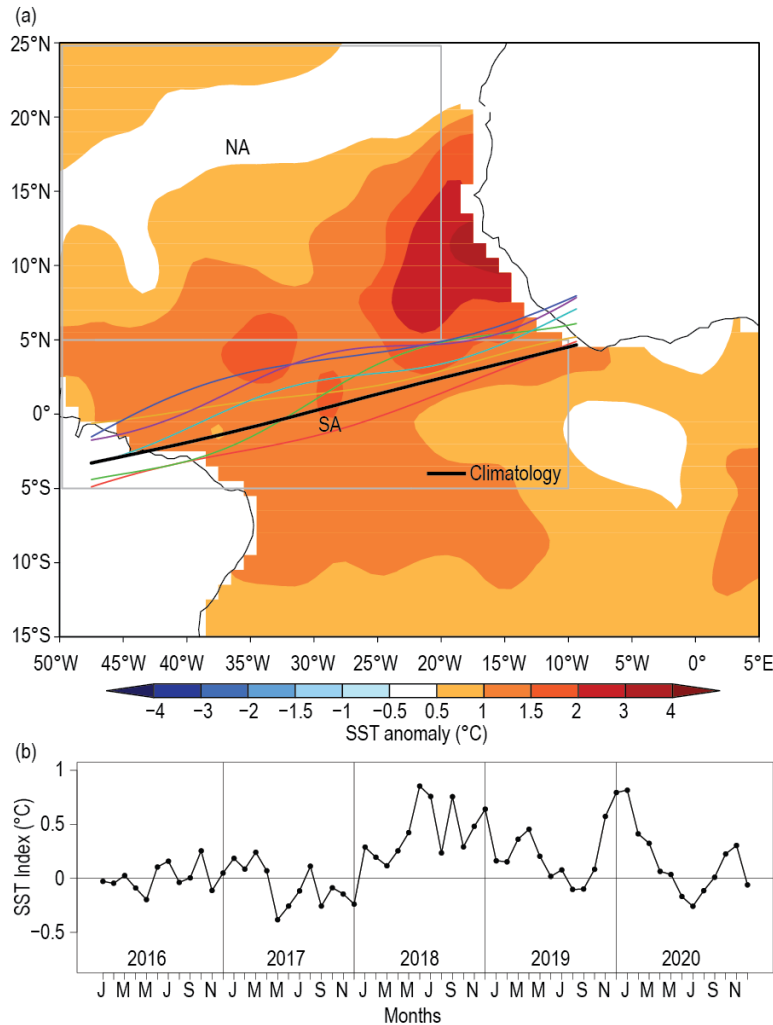 (a)
25°N
20°N
15°N
10°N
5°N
0°
5°S
10°S
15°S
NA
SA
Climatology
50°W 45°W 40°W 35°W 30°W 25°W 20°W 15°W 10°W 5°W 0° 5°E
−4 −3 −2 −1.5 −1 −0.5 0.5 1 1.5 2 3 4
SST anomaly (°C)
(b)
SST Index (°C)
1
0.5
0
−0.5
2016 2017 2018 2019 2020
J M M J S N J M M J S N J M M J S N J M M J S N J M M J S N
Months